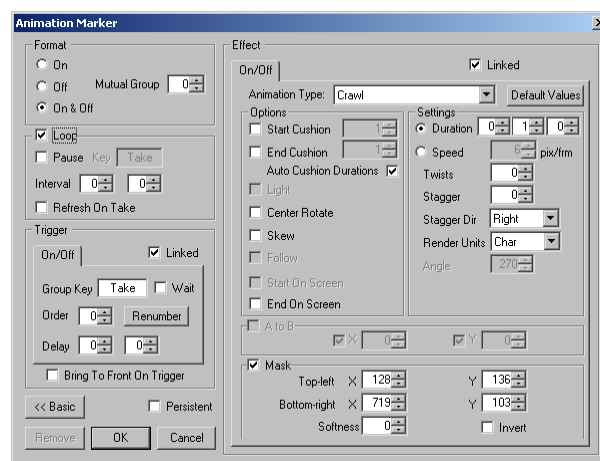 Animation Marker
Format
On
Off
Mutual Group 0
On & Off
Loop
Pause Key Take
Interval 0 0
Refresh On Take
Trigger
On/Off
Linked
Group Key Take Wait
Order 0 Renumber
Delay 0 0
Bring To Front On Trigger
<< Basic
Persistent
Remove OK Cancel
Effect
On/Off
Linked
Animation Type: Crawl Default Values
Options
Start Cushion 1
End Cushion 1
Auto Cushion Durations
Light
Center Rotate
Skew
Follow
Start On Screen
End On Screen
Settings
Duration 0 1 0
Speed 6 pix/frm
Twists 0
Stagger 0
Stagger Dir Right
Render Units Char
Angle 270
A to B
X 0 Y 0
Mask
Top-left X 128 Y 136
Bottom-right X 719 Y 103
Softness 0 Invert